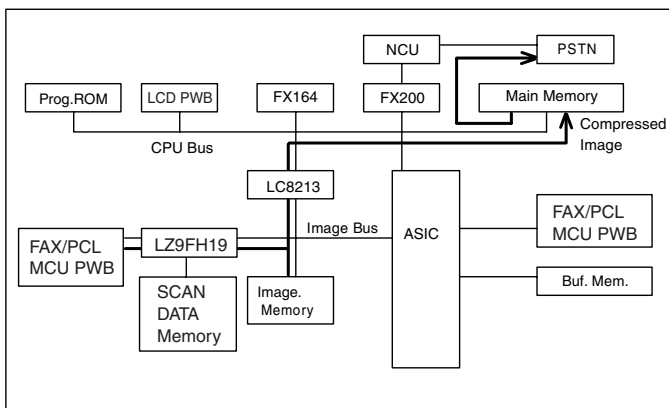 NCU
PSTN
Prog.ROM
LCD PWB
FX164
FX200
Main Memory
CPU Bus
Compressed
Image
LC8213
FAX/PCL
MCU PWB
LZ9FH19
Image Bus
ASIC
FAX/PCL
MCU PWB
SCAN
DATA
Memory
Image.
Memory
Buf. Mem.